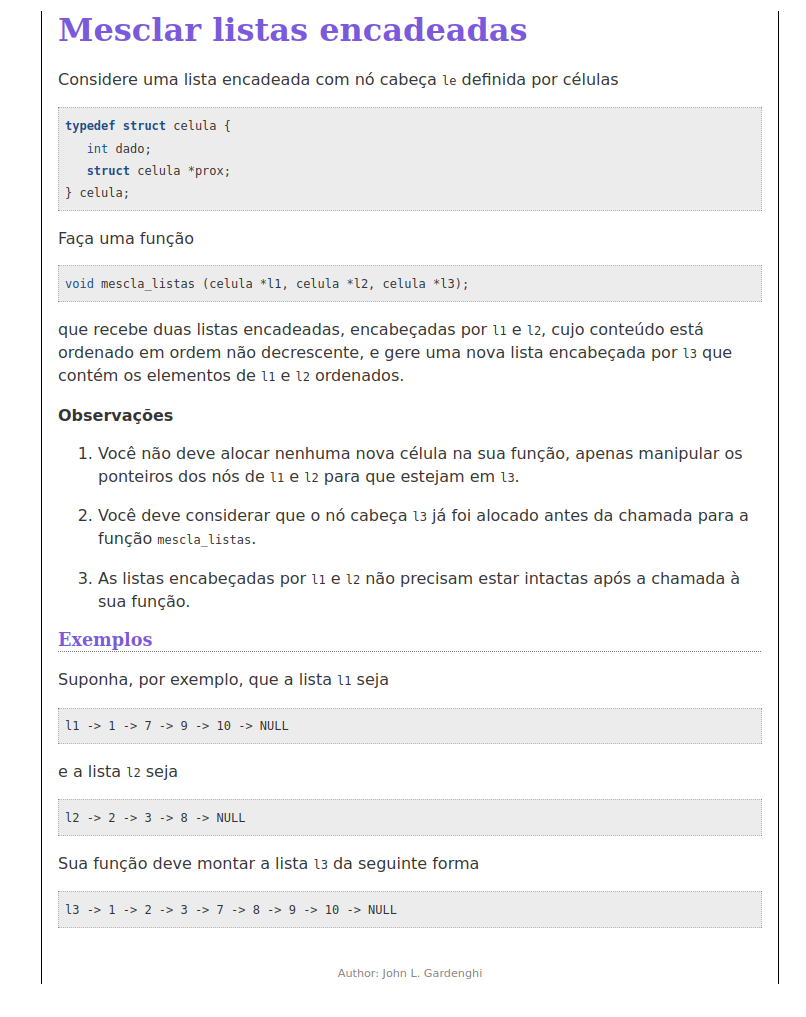 Mesclar listas encadeadas
Considere uma lista encadeada com nó cabeça le definida por células
typedef struct celula {
   int dado;
   struct celula *prox;
} celula;
Faça uma função
void mescla_listas (celula *l1, celula *l2, celula *l3);
que recebe duas listas encadeadas, encabeçadas por l1 e l2, cujo conteúdo está
ordenado em ordem não decrescente, e gere uma nova lista encabeçada por l3 que
contém os elementos de l1 e l2 ordenados.
Observações
1. Você não deve alocar nenhuma nova célula na sua função, apenas manipular os
ponteiros dos nós de l1 e l2 para que estejam em l3.
2. Você deve considerar que o nó cabeça l3 já foi alocado antes da chamada para a
função mescla_listas.
3. As listas encabeçadas por l1 e l2 não precisam estar intactas após a chamada à
sua função.
Exemplos
Suponha, por exemplo, que a lista l1 seja
l1 -> 1 -> 7 -> 9 -> 10 -> NULL
e a lista l2 seja
l2 -> 2 -> 3 -> 8 -> NULL
Sua função deve montar a lista l3 da seguinte forma
l3 -> 1 -> 2 -> 3 -> 7 -> 8 -> 9 -> 10 -> NULL
Author: John L. Gardenghi